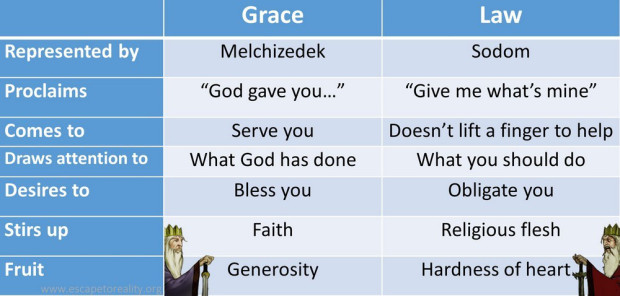 Grace Law
Represented by Melchizedek Sodom
Proclaims “God gave you…” “Give me what’s mine”
Comes to Serve you Doesn’t lift a finger to help
Draws attention to What God has done What you should do
Desires to Bless you Obligate you
Stirs up Faith Religious flesh
Fruit Generosity Hardness of heart
www.escapetoreality.org